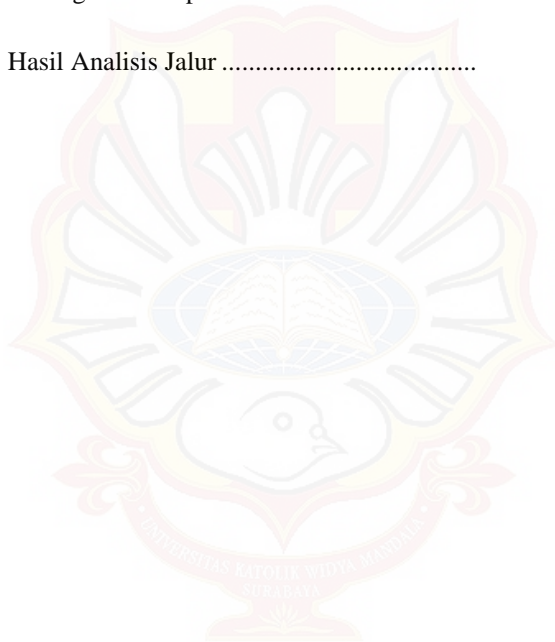 Hasil Analisis Jalur ......................................
UNIVERSITAS KATOLIK WIDYA MANDALA
SURABAYA